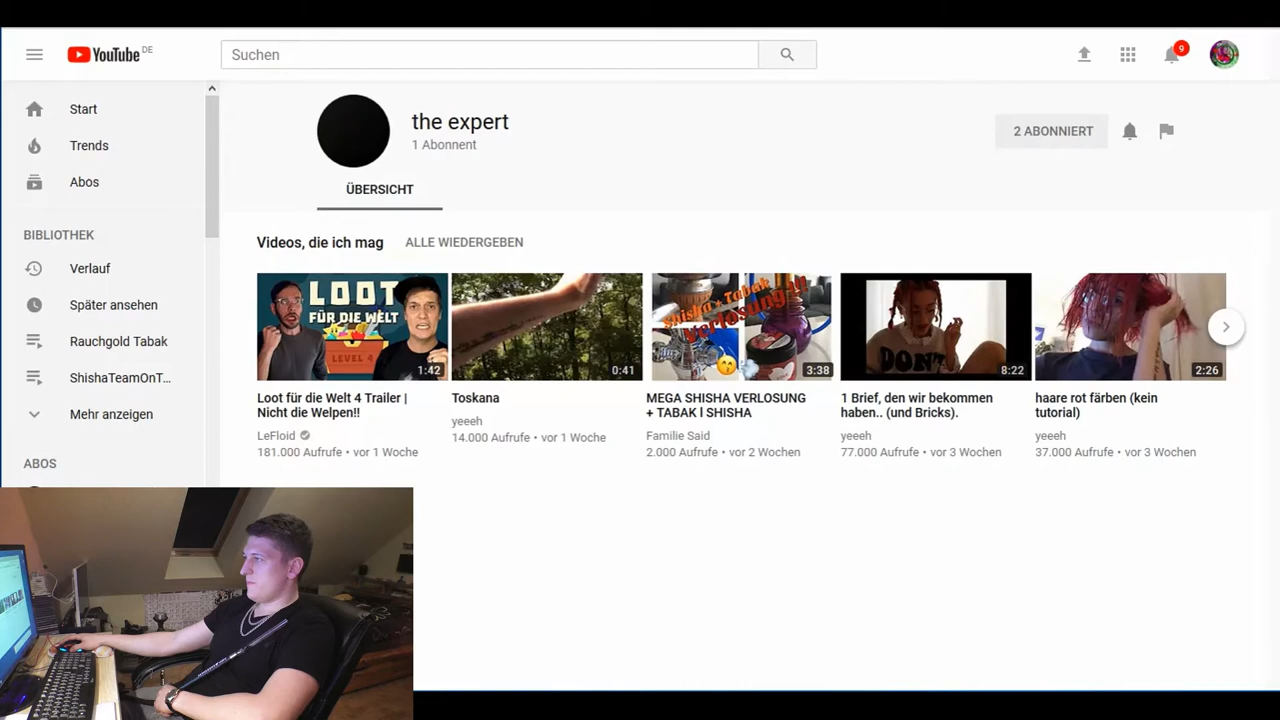 YouTube DE
Suchen
9
Start
Trends
Abos
BIBLIOTHEK
Verlauf
Später ansehen
Rauchgold Tabak
ShishaTeamOnT...
Mehr anzeigen
ABOS
the expert
1 Abonnent
2 ABONNIERT
ÜBERSICHT
Videos, die ich mag
ALLE WIEDERGEBEN
LOOT
FÜR DIE WELT
LEVEL 4
1:42
Loot für die Welt 4 Trailer |
Nicht die Welpen!!
LeFloid
181.000 Aufrufe • vor 1 Woche
0:41
Toskana
yeeeh
14.000 Aufrufe • vor 1 Woche
shisha + Tabak
Verlosung
3:38
MEGA SHISHA VERLOSUNG
+ TABAK l SHISHA
Familie Said
2.000 Aufrufe • vor 2 Wochen
DON'T
8:22
1 Brief, den wir bekommen
haben.. (und Bricks).
yeeeh
77.000 Aufrufe • vor 3 Wochen
2:26
haare rot färben (kein
tutorial)
yeeeh
37.000 Aufrufe • vor 3 Wochen